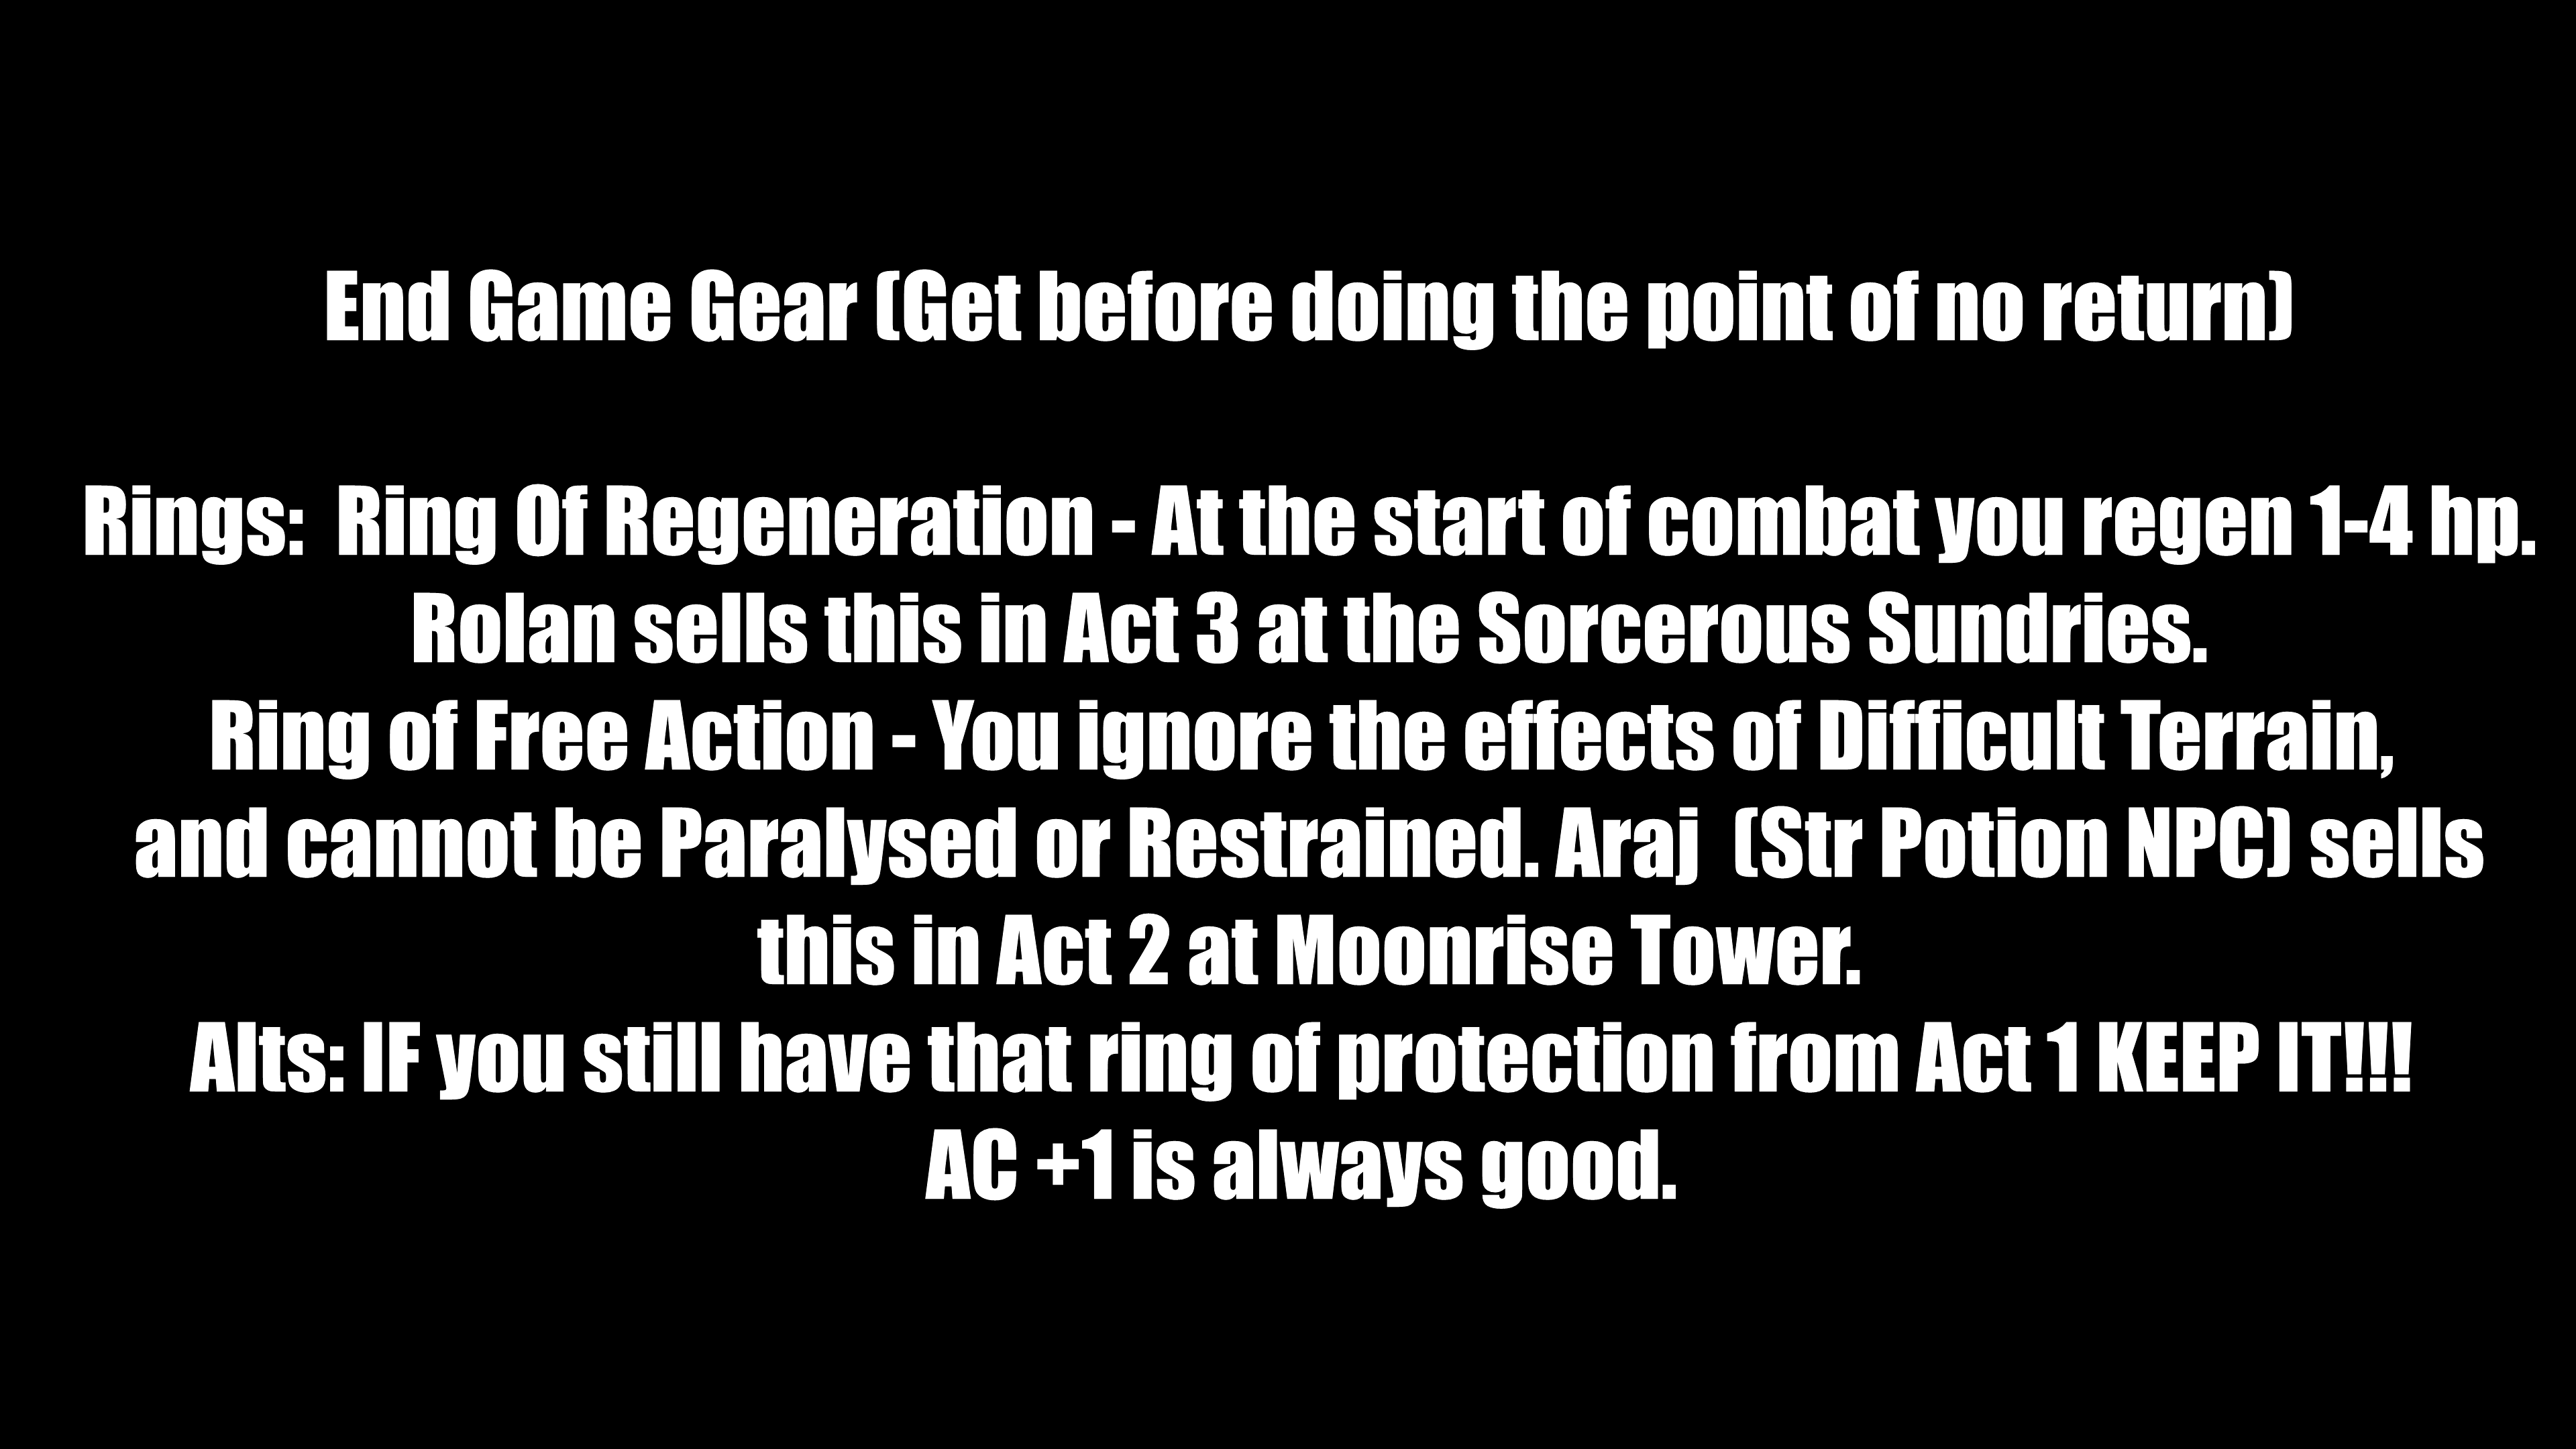 End Game Gear (Get before doing the point of no return)
Rings:  Ring Of Regeneration - At the start of combat you regen 1-4 hp.
Rolan sells this in Act 3 at the Sorcerous Sundries.
Ring of Free Action - You ignore the effects of Difficult Terrain,
and cannot be Paralysed or Restrained. Araj  (Str Potion NPC) sells
this in Act 2 at Moonrise Tower.
Alts: IF you still have that ring of protection from Act 1 KEEP IT!!!
AC +1 is always good.